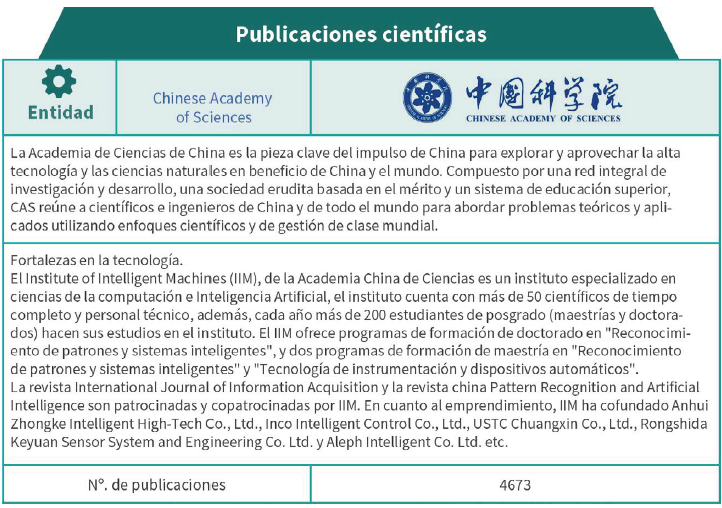 Publicaciones científicas
Entidad
Chinese Academy
of Sciences
中国科学院
CHINESE ACADEMY OF SCIENCES
La Academia de Ciencias de China es la pieza clave del impulso de China para explorar y aprovechar la alta
tecnología y las ciencias naturales en beneficio de China y el mundo. Compuesto por una red integral de
investigación y desarrollo, una sociedad erudita basada en el mérito y un sistema de educación superior,
CAS reúne a científicos e ingenieros de China y de todo el mundo para abordar problemas teóricos y apli-
cados utilizando enfoques científicos y de gestión de clase mundial.
Fortalezas en la tecnología.
El Institute of Intelligent Machines (IIM), de la Academia China de Ciencias es un instituto especializado en
ciencias de la computación e Inteligencia Artificial, el instituto cuenta con más de 50 científicos de tiempo
completo y personal técnico, además, cada año más de 200 estudiantes de posgrado (maestrías y doctora-
dos) hacen sus estudios en el instituto. El IIM ofrece programas de formación de doctorado en "Reconocimi-
ento de patrones y sistemas inteligentes", y dos programas de formación de maestría en "Reconocimiento
de patrones y sistemas inteligentes" y "Tecnología de instrumentación y dispositivos automáticos".
La revista International Journal of Information Acquisition y la revista china Pattern Recognition and Artificial
Intelligence son patrocinadas y copatrocinadas por IIM. En cuanto al emprendimiento, IIM ha cofundado Anhui
Zhongke Intelligent High-Tech Co., Ltd., Inco Intelligent Control Co., Ltd., USTC Chuangxin Co., Ltd., Rongshida
Keyuan Sensor System and Engineering Co. Ltd. y Aleph Intelligent Co. Ltd. etc.
N°. de publicaciones
4673